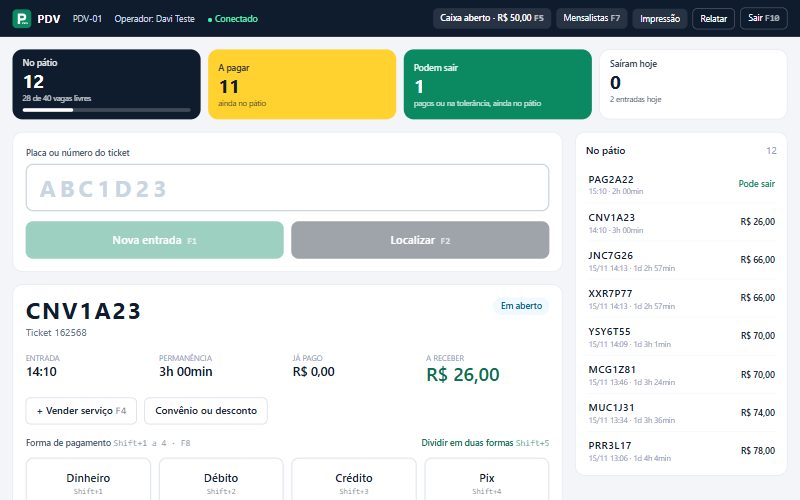 P PDV PDV-01 Operador: Davi Teste Conectado Caixa aberto · R$ 50,00 F5 Mensalistas F7 Impressão Relatar Sair F10
No pátio
12
28 de 40 vagas livres
A pagar
11
ainda no pátio
Podem sair
1
pagos ou na tolerância, ainda no pátio
Saíram hoje
0
2 entradas hoje
Placa ou número do ticket
ABC1D23
Nova entrada F1
Localizar F2
CNV1A23
Em aberto
Ticket 162568
ENTRADA
14:10
PERMANÊNCIA
3h 00min
JÁ PAGO
R$ 0,00
A RECEBER
R$ 26,00
+ Vender serviço F4
Convênio ou desconto
Forma de pagamento Shift+1 a 4 · F8
Dividir em duas formas Shift+5
Dinheiro
Shift+1
Débito
Shift+2
Crédito
Shift+3
Pix
Shift+4
No pátio 12
PAG2A22
15:10 · 2h 00min
Pode sair
CNV1A23
14:10 · 3h 00min
R$ 26,00
JNC7G26
15/11 14:13 · 1d 2h 57min
R$ 66,00
XXR7P77
15/11 14:13 · 1d 2h 57min
R$ 66,00
YSY6T55
15/11 14:09 · 1d 3h 1min
R$ 70,00
MCG1Z81
15/11 13:46 · 1d 3h 24min
R$ 70,00
MUC1J31
15/11 13:34 · 1d 3h 36min
R$ 74,00
PRR3L17
15/11 13:06 · 1d 4h 4min
R$ 78,00